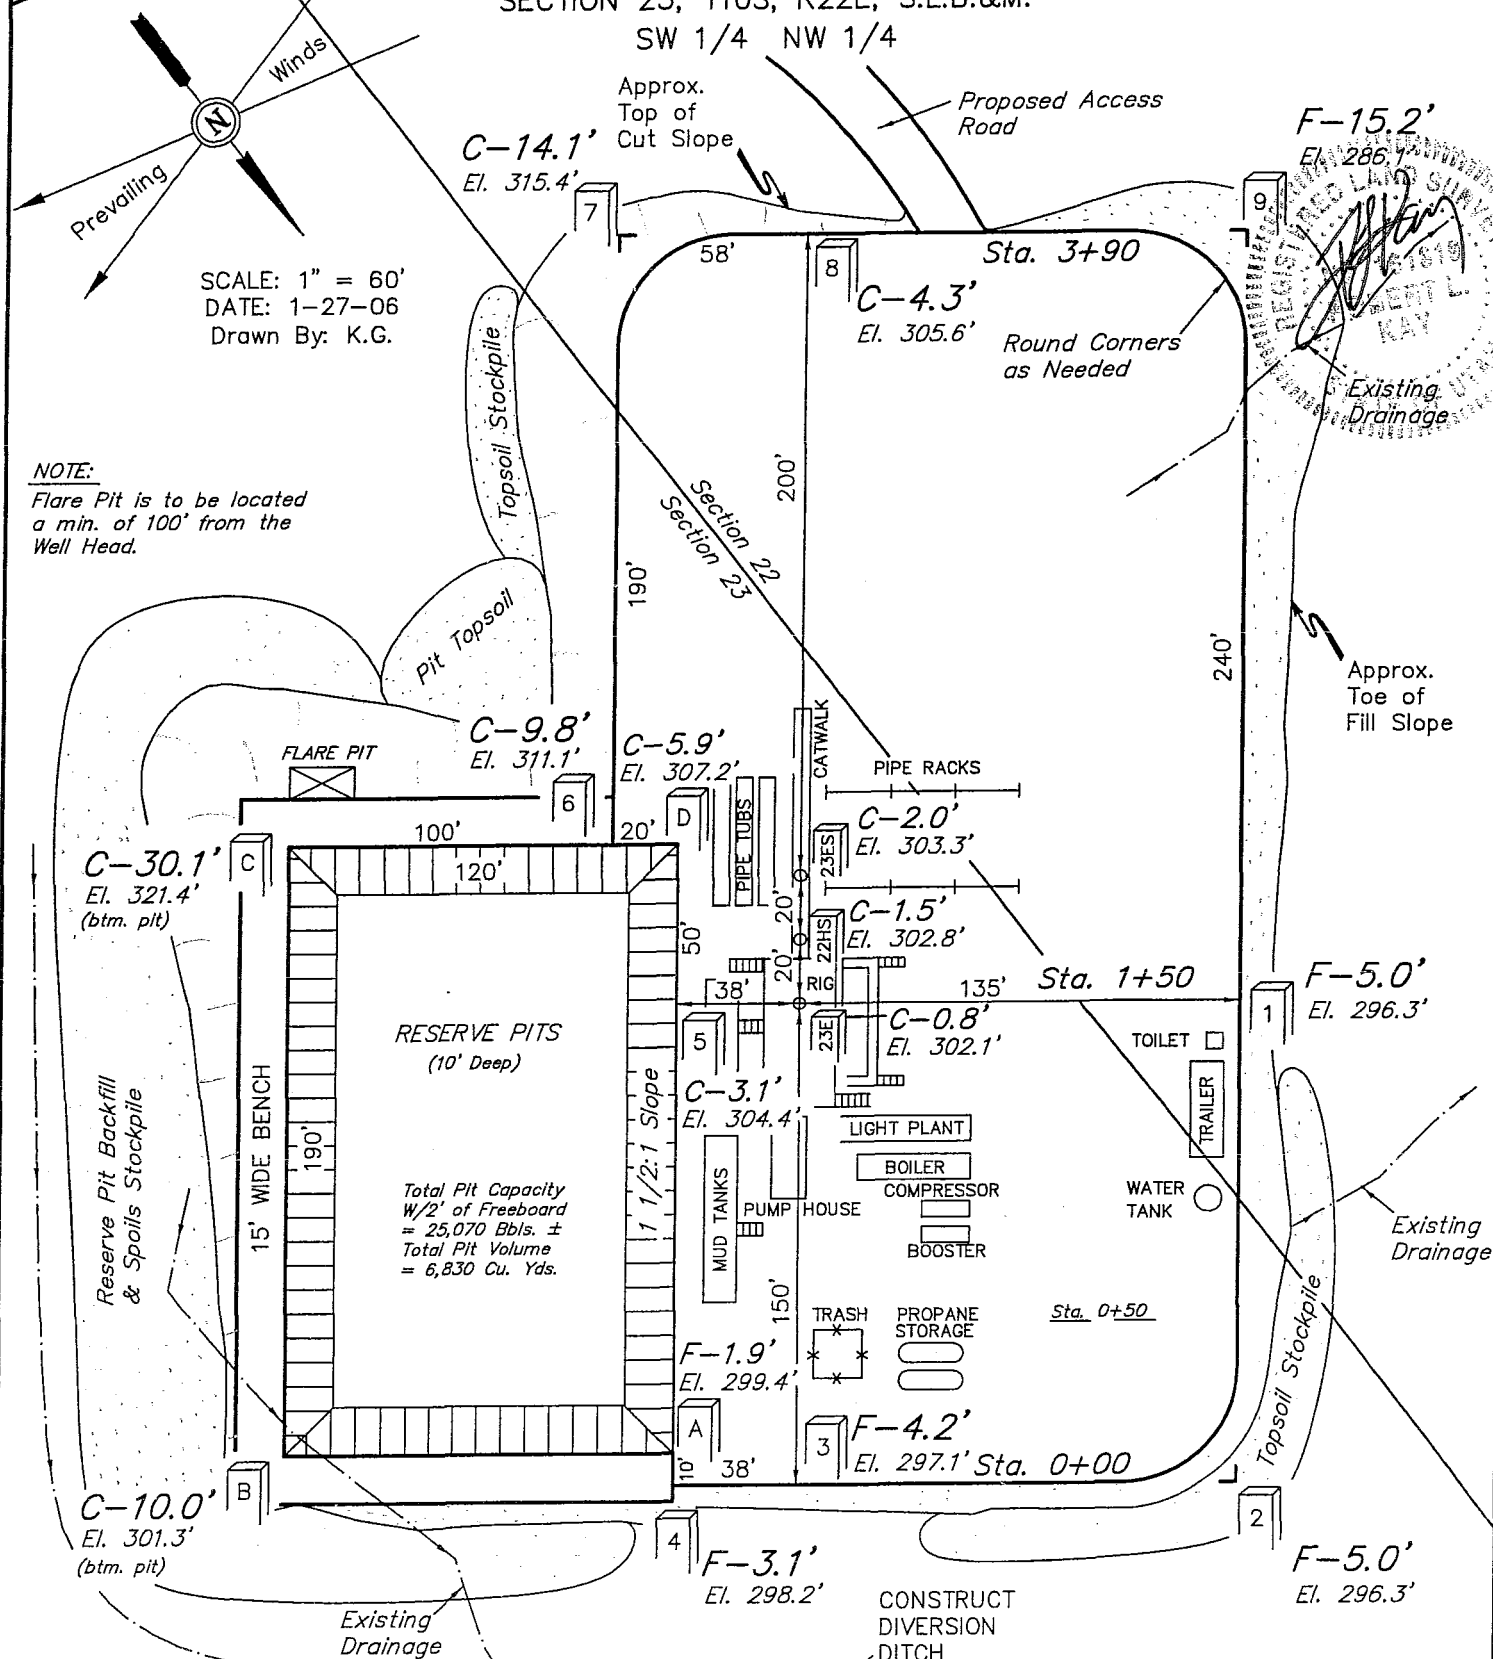 SW 1/4 NW 1/4
Winds
Prevailing
N
SCALE: 1" = 60'
DATE: 1-27-06
Drawn By: K.G.
Approx.
Top of
Cut Slope
Proposed Access
Road
C-14.1'
El. 315.4'
7
F-15.2'
El. 286.1'
9
REGISTERED LAND
ROBERT L.
KAY
58'
8
Sta. 3+90
C-4.3'
El. 305.6'
Round Corners
as Needed
Existing
Drainage
Topsoil Stockpile
NOTE:
Flare Pit is to be located
a min. of 100' from the
Well Head.
200'
Section 22
Section 23
190'
240'
Pit Topsoil
Approx.
Toe of
Fill Slope
C-9.8'
El. 311.1'
6
FLARE PIT
C-5.9'
El. 307.2'
D
CATWALK
PIPE RACKS
PIPE TUBS
100'
20'
120'
C-30.1'
El. 321.4'
(btm. pit)
C
23ES
C-2.0'
El. 303.3'
20'
22HS
C-1.5'
El. 302.8'
50'
20'
RIG
38'
135'
Sta. 1+50
F-5.0'
El. 296.3'
1
RESERVE PITS
(10' Deep)
5
23E
C-0.8'
El. 302.1'
TOILET
TRAILER
C-3.1'
El. 304.4'
1 1/2:1 Slope
LIGHT PLANT
BOILER
COMPRESSOR
BOOSTER
PUMP HOUSE
MUD TANKS
WATER
TANK
Existing
Drainage
15' WIDE BENCH
190'
Reserve Pit Backfill
& Spoils Stockpile
Total Pit Capacity
W/2' of Freeboard
= 25,070 Bbls. ±
Total Pit Volume
= 6,830 Cu. Yds.
150'
TRASH
PROPANE
STORAGE
Sta. 0+50
Topsoil Stockpile
F-1.9'
El. 299.4'
A
10'
38'
3
F-4.2'
El. 297.1'
Sta. 0+00
B
C-10.0'
El. 301.3'
(btm. pit)
4
F-3.1'
El. 298.2'
2
F-5.0'
El. 296.3'
Existing
Drainage
CONSTRUCT
DIVERSION
DITCH